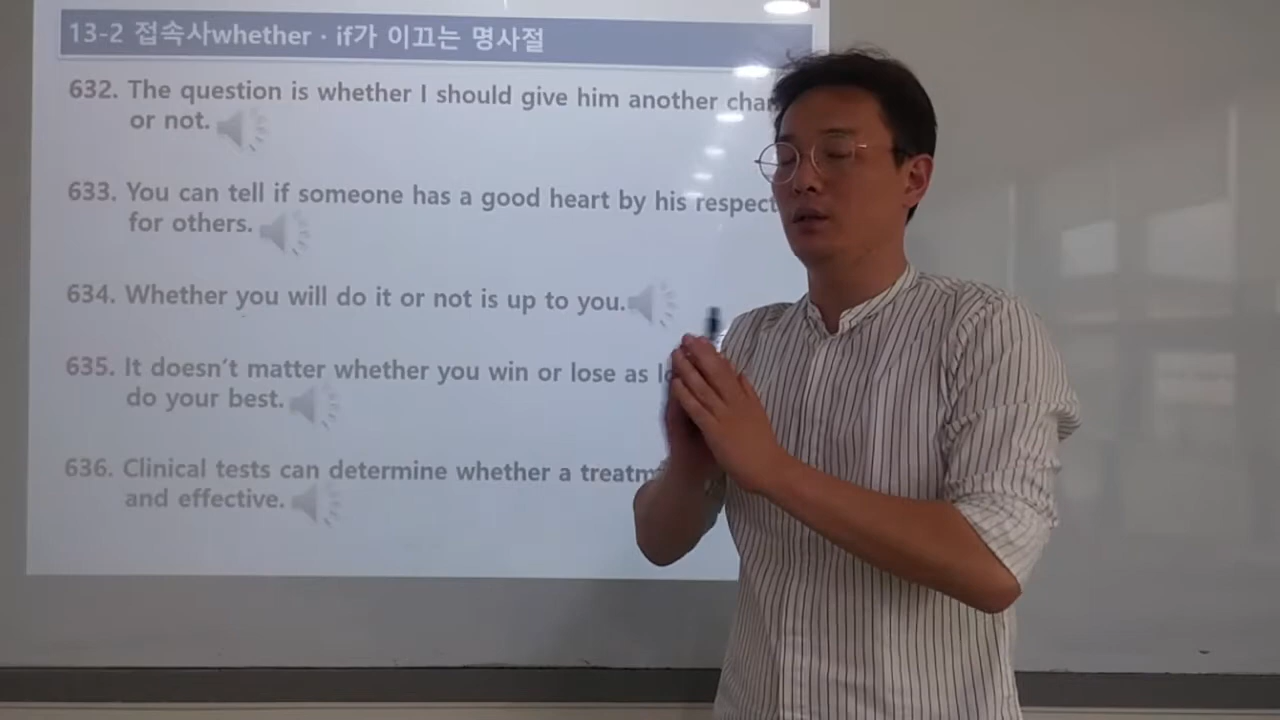 13-2 접속사whether · if가 이끄는 명사절
632. The question is whether I should give him another
or not.
633. You can tell if someone has a good heart by his respect
for others.
634. Whether you will do it or not is up to you.
635. It doesn't matter whether you win or lose as
do your best.
636. Clinical tests can determine whether a
and effective.